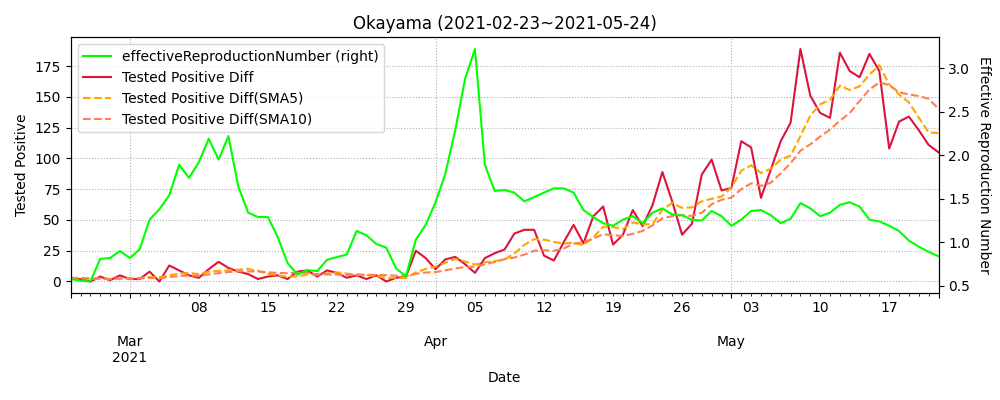 Okayama (2021-02-23~2021-05-24)
effectiveReproductionNumber (right)
Tested Positive Diff
Tested Positive Diff(SMA5)
Tested Positive Diff(SMA10)
Tested Positive
175
150
125
100
75
50
25
0
3.0
2.5
2.0
1.5
1.0
0.5
Effective Reproduction Number
08 15 22 29 05 12 19 26 03 10 17
Mar Apr May
2021
Date